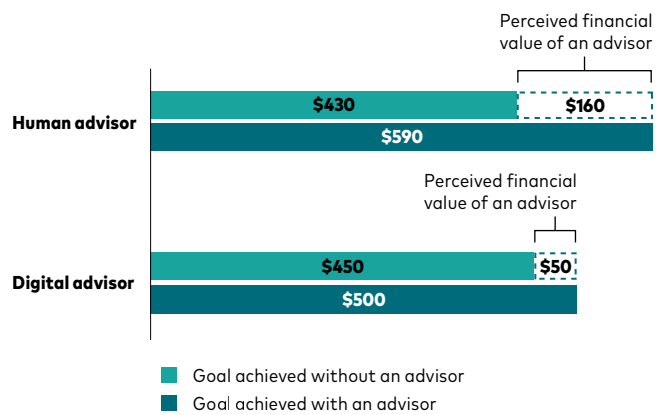 Perceived financial
value of an advisor
Human advisor
$430
$160
$590
Perceived financial
value of an advisor
Digital advisor
$450
$50
$500
Goal achieved without an advisor
Goal achieved with an advisor